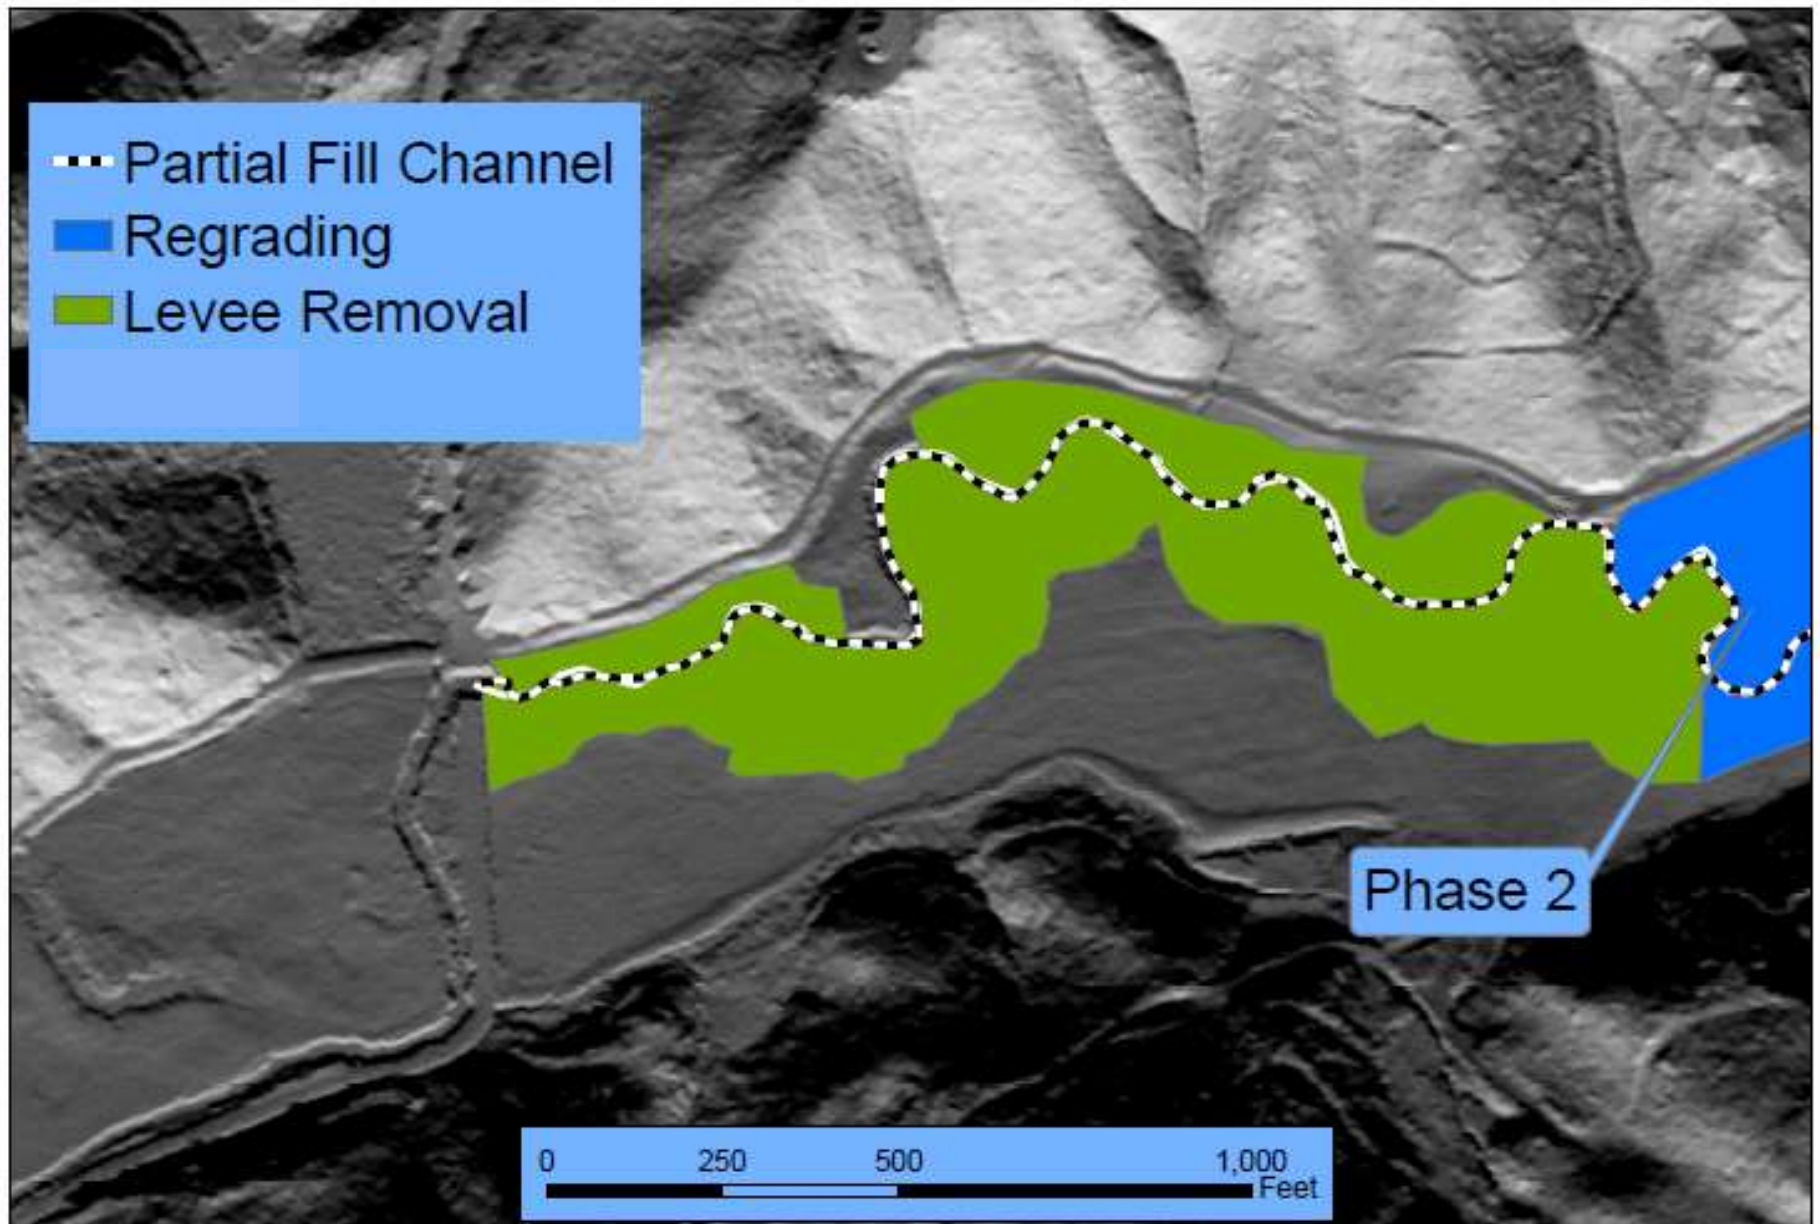 Partial Fill Channel
Regrading
Levee Removal
Phase 2
0 250 500 1,000
Feet